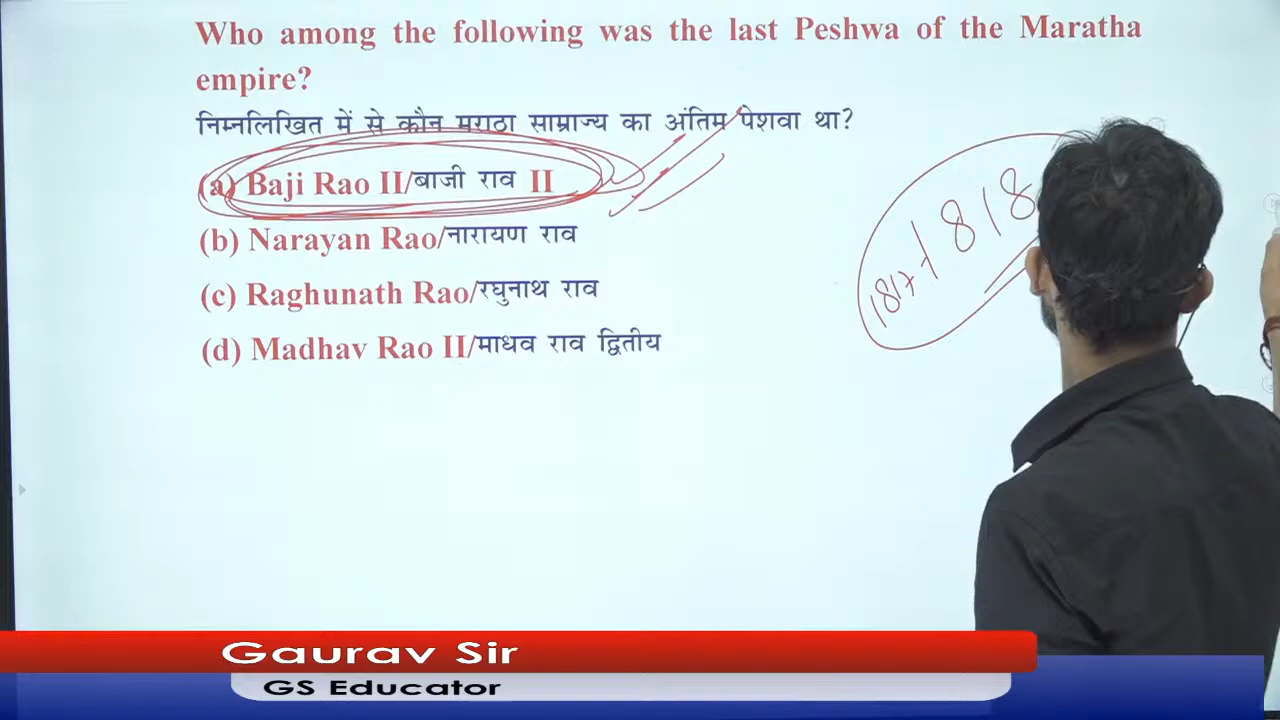 Who among the following was the last Peshwa of the Maratha
empire?
निम्नलिखित में से कौन मराठा साम्राज्य का अंतिम पेशवा था?
(a) Baji Rao II/बाजी राव II
(b) Narayan Rao/नारायण राव
(c) Raghunath Rao/रघुनाथ राव
(d) Madhav Rao II/माधव राव द्वितीय
1817-1818
Gaurav Sir
GS Educator